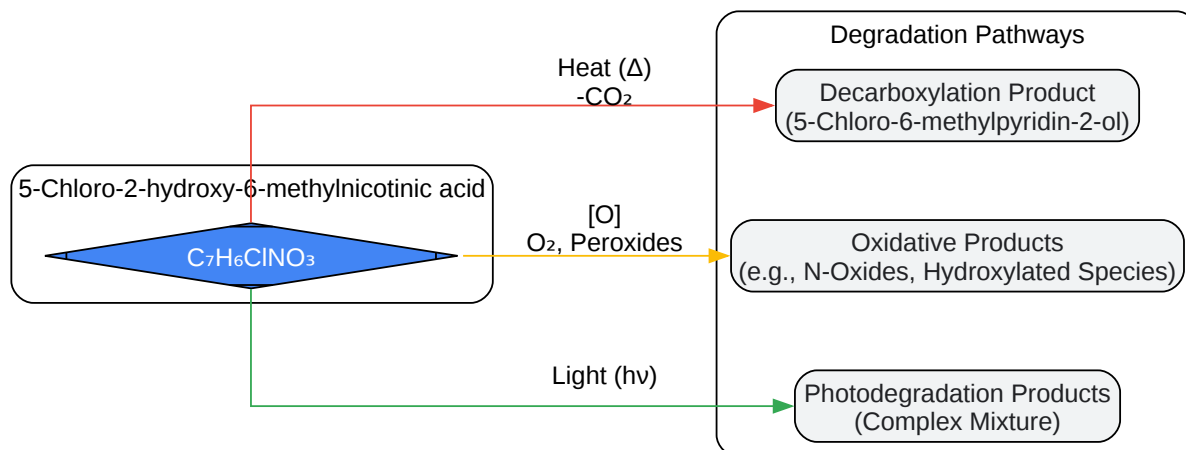 Degradation Pathways
Heat (Δ)
-CO₂
Decarboxylation Product
(5-Chloro-6-methylpyridin-2-ol)
5-Chloro-2-hydroxy-6-methylnicotinic acid
C₇H₆ClNO₃
[O]
O₂, Peroxides
Oxidative Products
(e.g., N-Oxides, Hydroxylated Species)
Light (hν)
Photodegradation Products
(Complex Mixture)